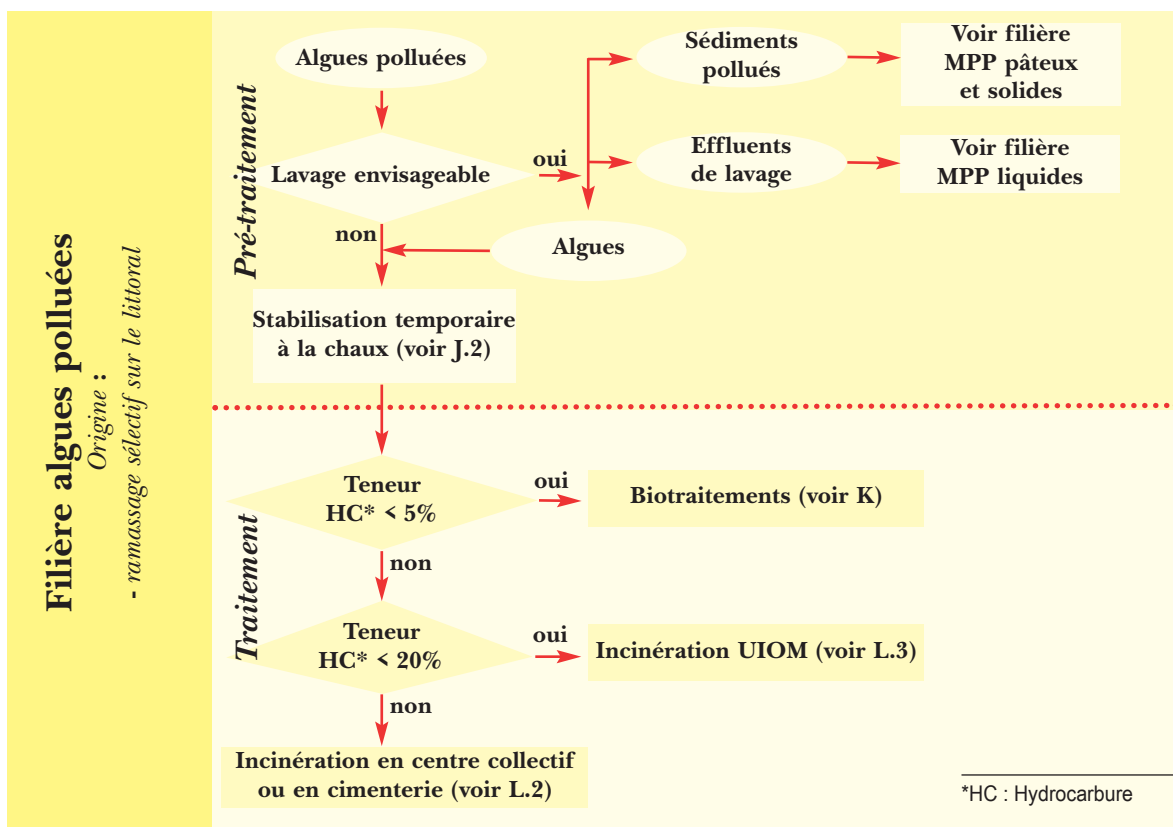 Filière algues polluées
Origine :
- ramassage sélectif sur le littoral
Pré-traitement
Algues polluées
Lavage envisageable
oui
non
Sédiments
pollués
Voir filière
MPP pâteux
et solides
Effluents
de lavage
Voir filière
MPP liquides
Algues
Stabilisation temporaire
à la chaux (voir J.2)
Traitement
Teneur
HC* < 5%
oui
Biotraitements (voir K)
non
Teneur
HC* < 20%
oui
Incinération UIOM (voir L.3)
non
Incinération en centre collectif
ou en cimenterie (voir L.2)
*HC : Hydrocarbure